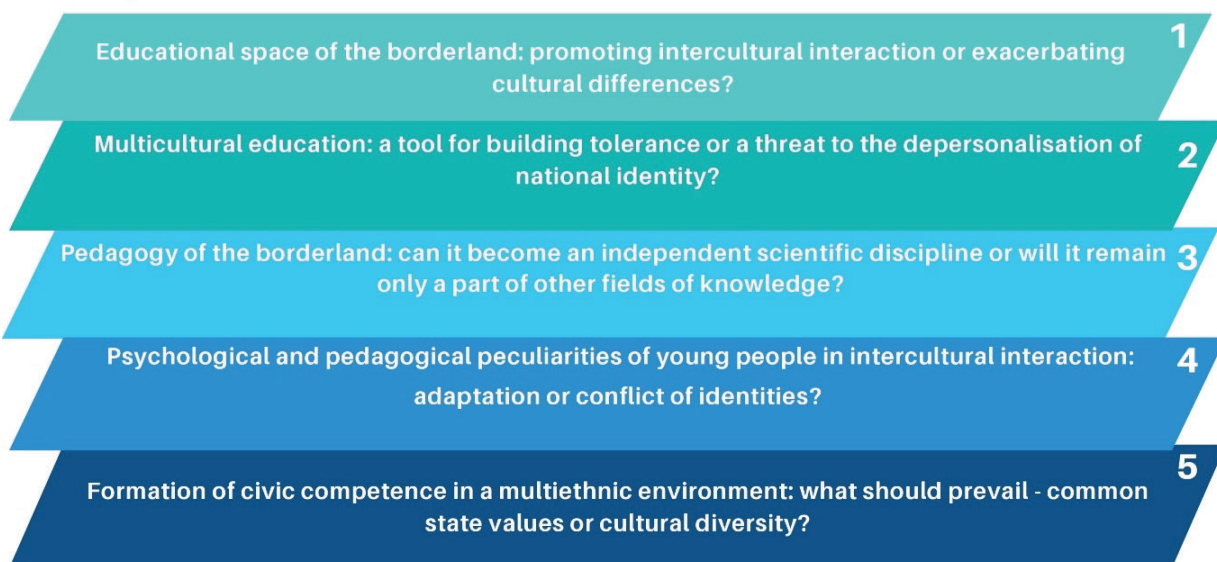 Educational space of the borderland: promoting intercultural interaction or exacerbating 1
cultural differences?
Multicultural education: a tool for building tolerance or a threat to the depersonalisation of 2
national identity?
Pedagogy of the borderland: can it become an independent scientific discipline or will it remain 3
only a part of other fields of knowledge?
Psychological and pedagogical peculiarities of young people in intercultural interaction: 4
adaptation or conflict of identities?
5
Formation of civic competence in a multiethnic environment: what should prevail - common
state values or cultural diversity?